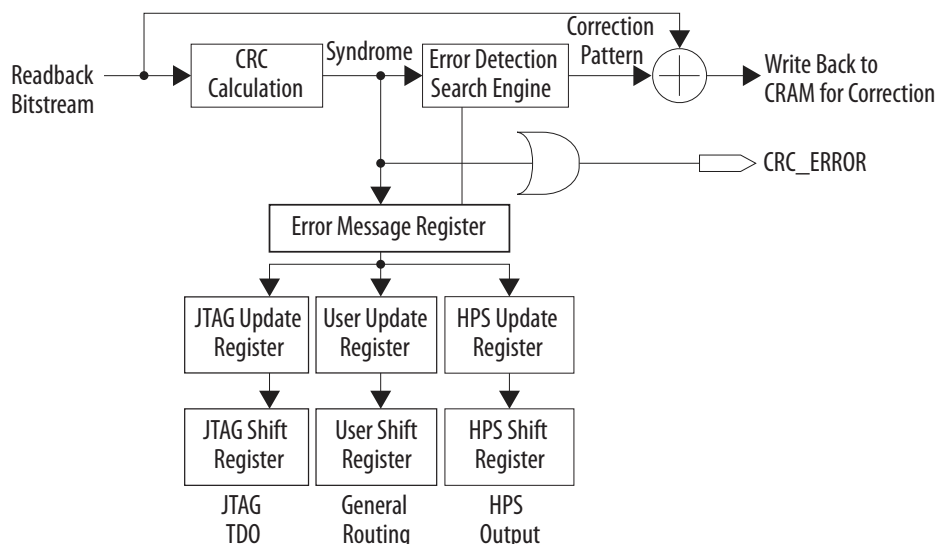 Readback
Bitstream
CRC
Calculation
Syndrome
Error Detection
Search Engine
Correction
Pattern
Write Back to
CRAM for Correction
CRC_ERROR
Error Message Register
JTAG Update
Register
User Update
Register
HPS Update
Register
JTAG Shift
Register
User Shift
Register
HPS Shift
Register
JTAG
TDO
General
Routing
HPS
Output